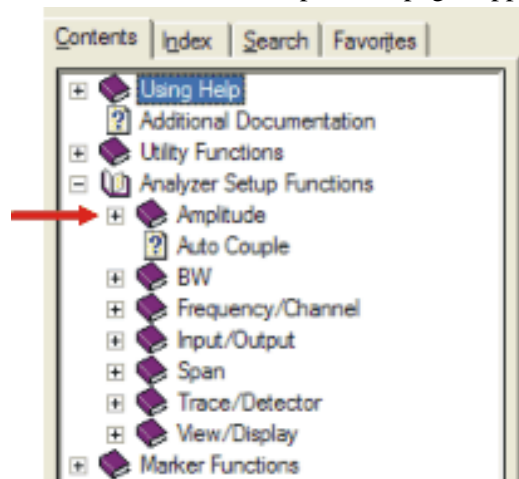 Contents Index Search Favorites
Using Help
? Additional Documentation
Utility Functions
Analyzer Setup Functions
Amplitude
? Auto Couple
BW
Frequency/Channel
Input/Output
Span
Trace/Detector
View/Display
Marker Functions